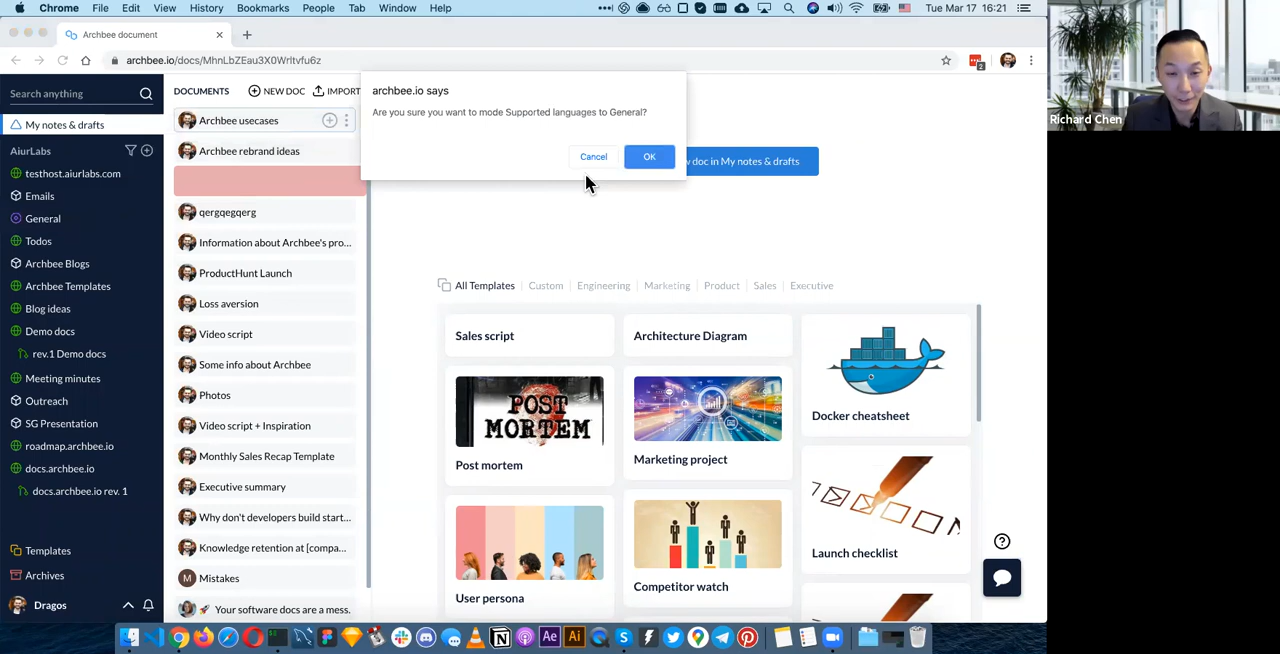 Chrome File Edit View History Bookmarks People Tab Window Help Tue Mar 17 16:21
Archbee document
archbee.io/docs/MhnLbZEau3X0Wrltvfu6z
2
Search anything
My notes & drafts
AiurLabs
testhost.aiurlabs.com
Emails
General
Todos
Archbee Blogs
Archbee Templates
Blog ideas
Demo docs
rev.1 Demo docs
Meeting minutes
Outreach
SG Presentation
roadmap.archbee.io
docs.archbee.io
docs.archbee.io rev. 1
Templates
Archives
Dragos
DOCUMENTS NEW DOC IMPORT
Archbee usecases
Archbee rebrand ideas
qergqegqerg
Information about Archbee's pro...
ProductHunt Launch
Loss aversion
Video script
Some info about Archbee
Photos
Video script + Inspiration
Monthly Sales Recap Template
Executive summary
Why don't developers build start...
Knowledge retention at [compa...
M Mistakes
🚀 Your software docs are a mess.
archbee.io says
Are you sure you want to mode Supported languages to General?
Cancel OK
w doc in My notes & drafts
All Templates Custom Engineering Marketing Product Sales Executive
Sales script
Architecture Diagram
Docker cheatsheet
POST
MORTEM
Post mortem
Marketing project
Launch checklist
User persona
Competitor watch
Ae Ai
Richard Chen